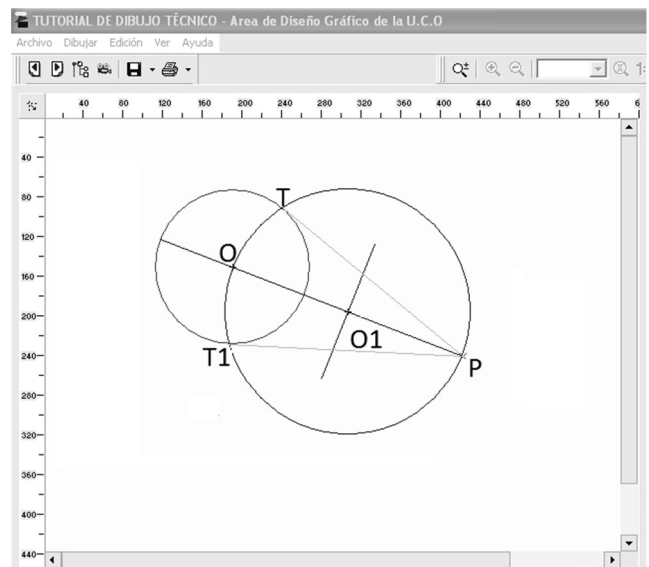 TUTORIAL DE DIBUJO TÉCNICO - Area de Diseño Gráfico de la U.C.O
Archivo Dibujar Edición Ver Ayuda
1:
40 80 120 160 200 240 280 320 360 400 440 480 520 560 6
40
80
120
160
200
240
280
320
360
400
440
T
O
O1
T1
P